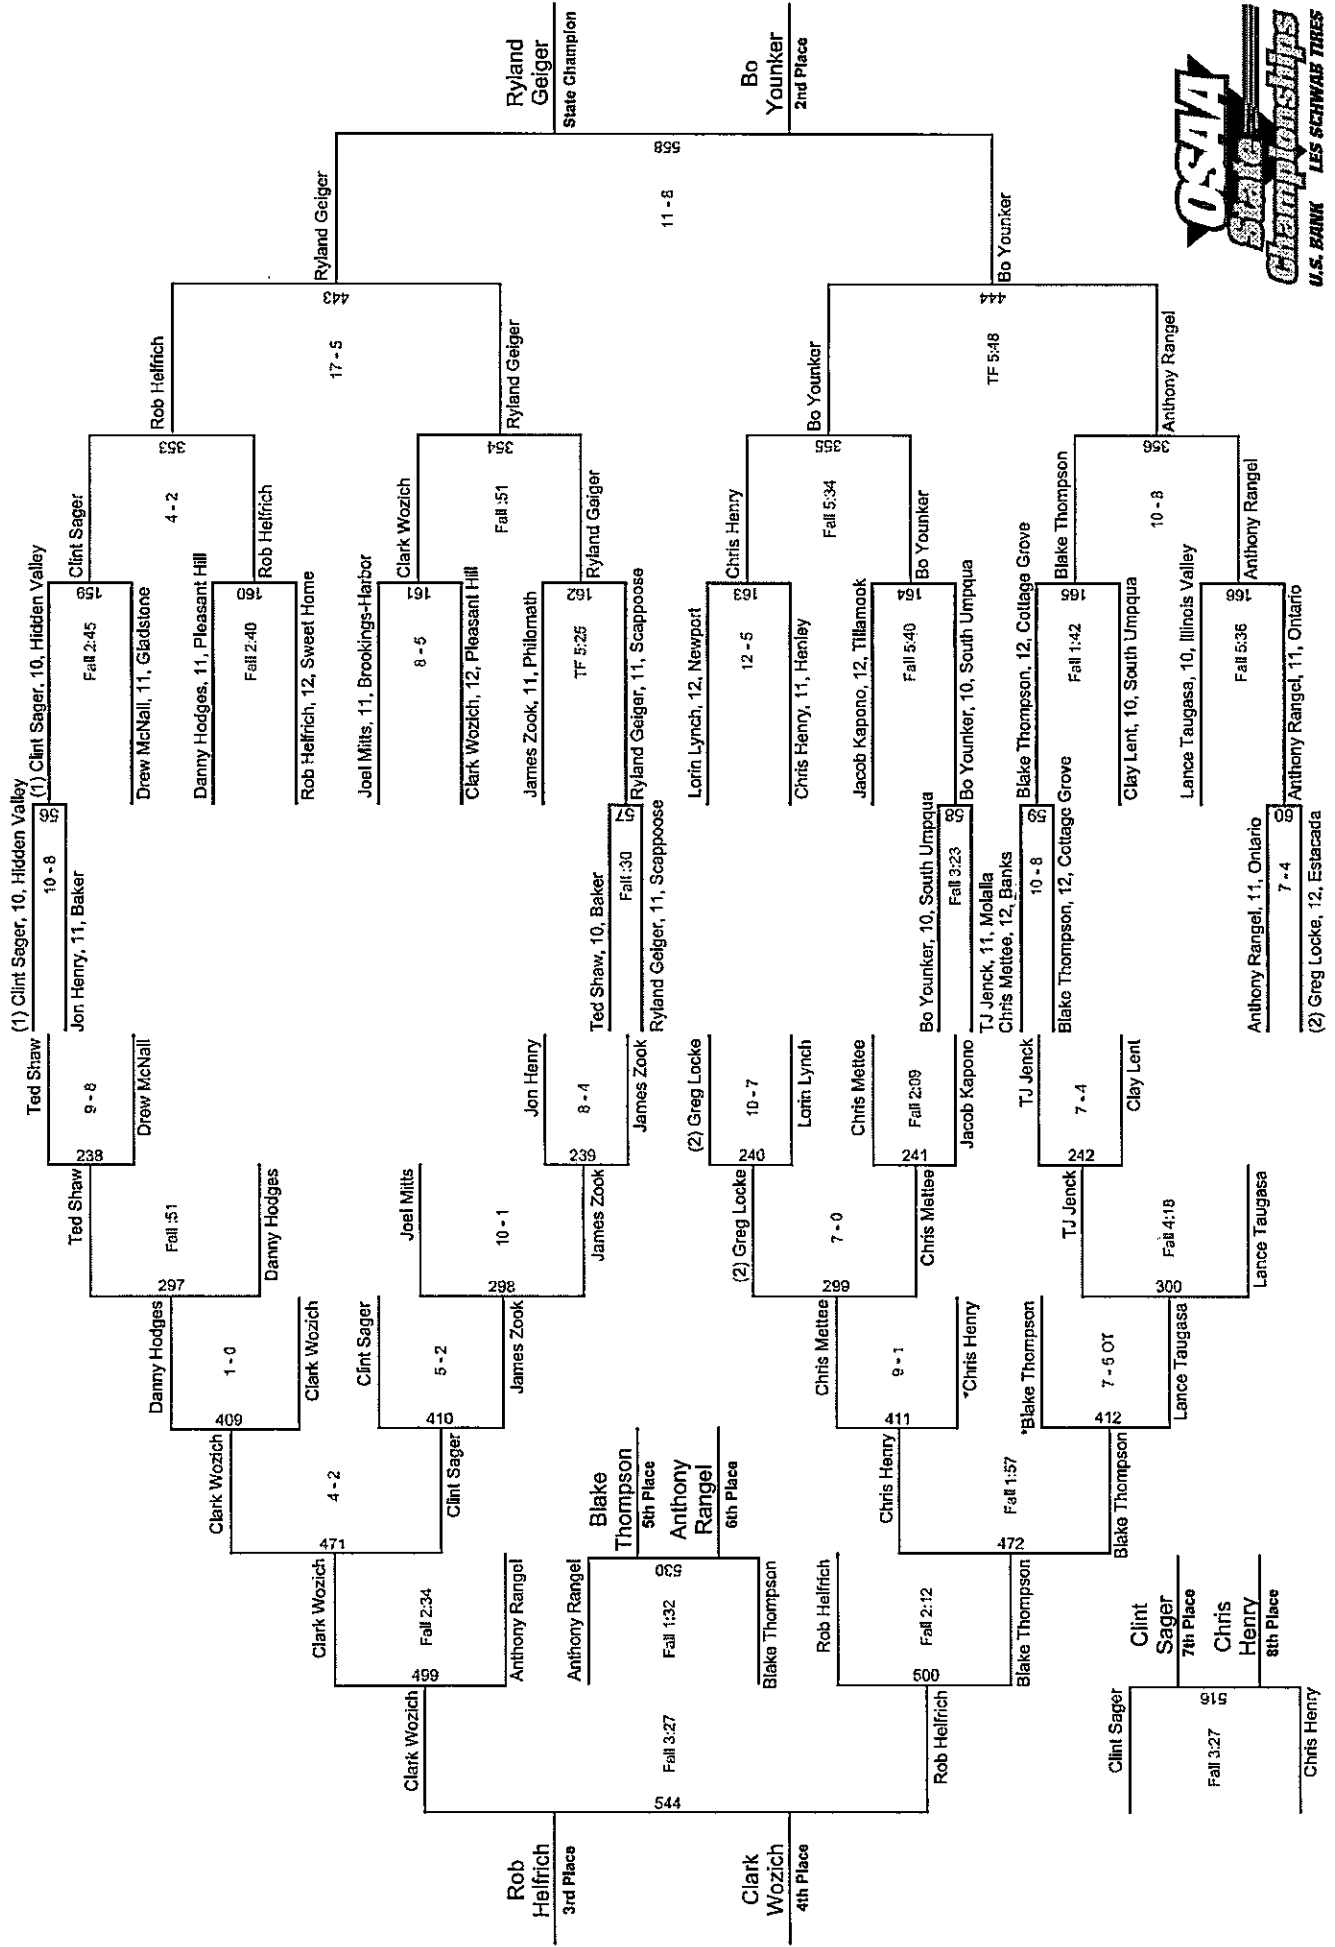 (1) Clint Sager, 10, Hidden Valley
10 - 8
Jon Henry, 11, Baker
56
Ted Shaw, 10, Baker
Fall :30
Ryland Geiger, 11, Scappoose
57
Bo Younker, 10, South Umpqua
Fall 3:23
TJ Jenck, 11, Molalla
58
Chris Mettee, 12, Banks
10 - 8
Blake Thompson, 12, Cottage Grove
59
Anthony Rangel, 11, Ontario
7 - 4
(2) Greg Locke, 12, Estacada
60
(1) Clint Sager, 10, Hidden Valley
Fall 2:45
Drew McNall, 11, Gladstone
159
Danny Hodges, 11, Pleasant Hill
Fall 2:40
Rob Helfrich, 12, Sweet Home
160
Joel Mitts, 11, Brookings-Harbor
8 - 5
Clark Wozich, 12, Pleasant Hill
161
James Zook, 11, Philomath
TF 5:25
Ryland Geiger, 11, Scappoose
162
Lorin Lynch, 12, Newport
12 - 5
Chris Henry, 11, Henley
163
Jacob Kapono, 12, Tillamook
Fall 5:40
Bo Younker, 10, South Umpqua
164
Blake Thompson, 12, Cottage Grove
Fall 1:42
Clay Lent, 10, South Umpqua
165
Lance Taugasa, 10, Illinois Valley
Fall 5:36
Anthony Rangel, 11, Ontario
166
Clint Sager
4 - 2
Rob Helfrich
353
Clark Wozich
Fall :51
Ryland Geiger
354
Chris Henry
Fall 5:34
Bo Younker
355
Blake Thompson
10 - 8
Anthony Rangel
356
Rob Helfrich
17 - 5
Ryland Geiger
443
Bo Younker
TF 5:48
Anthony Rangel
444
Ryland Geiger
11 - 8
Bo Younker
558
Ryland
Geiger
State Champion
Bo
Younker
2nd Place
Ted Shaw
9 - 8
Drew McNall
238
Jon Henry
8 - 4
James Zook
239
(2) Greg Locke
10 - 7
Lorin Lynch
240
Chris Mettee
Fall 2:09
Jacob Kapono
241
TJ Jenck
7 - 4
Clay Lent
242
Ted Shaw
Fall :51
Danny Hodges
297
Joel Mitts
10 - 1
James Zook
298
(2) Greg Locke
7 - 0
Chris Mettee
299
TJ Jenck
Fall 4:18
Lance Taugasa
300
Danny Hodges
1 - 0
Clark Wozich
409
Clint Sager
5 - 2
James Zook
410
Chris Mettee
9 - 1
*Chris Henry
411
*Blake Thompson
7 - 5 OT
Lance Taugasa
412
Clark Wozich
4 - 2
Clint Sager
471
Chris Henry
Fall 1:57
Blake Thompson
472
Clark Wozich
Fall 2:34
Anthony Rangel
499
Rob Helfrich
Fall 2:12
Blake Thompson
500
Clark Wozich
Fall 3:27
Rob Helfrich
544
Rob
Helfrich
3rd Place
Clark
Wozich
4th Place
Anthony Rangel
Fall 1:32
Blake Thompson
530
Blake
Thompson
5th Place
Anthony
Rangel
6th Place
Clint Sager
Fall 3:27
Chris Henry
516
Clint
Sager
7th Place
Chris
Henry
8th Place
OSAA
State
Championships
U.S. BANK LES SCHWAB TIRES